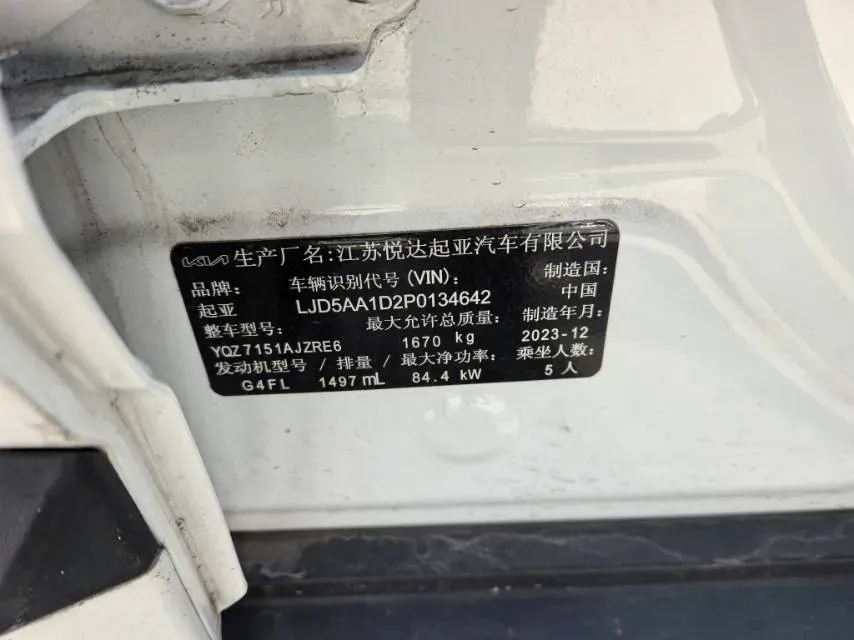 KIA 生产厂名:江苏悦达起亚汽车有限公司
品牌: 车辆识别代号(VIN): 制造国:
起亚 LJD5AA1D2P0134642 中国
整车型号: 最大允许总质量: 制造年月:
YQZ7151AJZRE6 1670 kg 2023-12
发动机型号 / 排量 / 最大净功率: 乘坐人数:
G4FL 1497 mL 84.4 kW 5 人